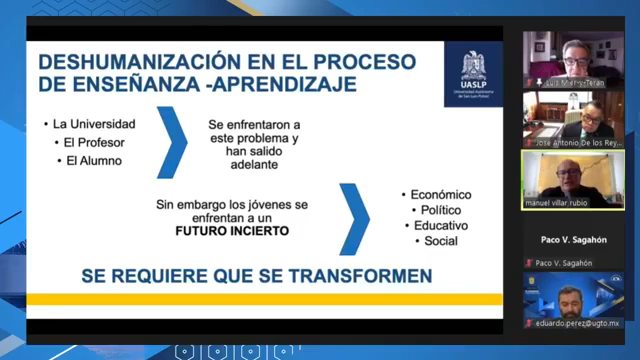 DESHUMANIZACIÓN EN EL PROCESO
DE ENSEÑANZA -APRENDIZAJE
UASLP
Universidad Autónoma
de San Luis Potosí
• La Universidad
• El Profesor
• El Alumno
Se enfrentaron a
este problema y
han salido
adelante
Sin embargo los jóvenes se
enfrentan a un
FUTURO INCIERTO
• Económico
• Político
• Educativo
• Social
SE REQUIERE QUE SE TRANSFORMEN
Luis Mier y Terán
Jose Antonio De los Rey...
manuel villar rubio
Paco V. Sagahón
Paco V. Sagahón
eduardo.perez@ugto.mx